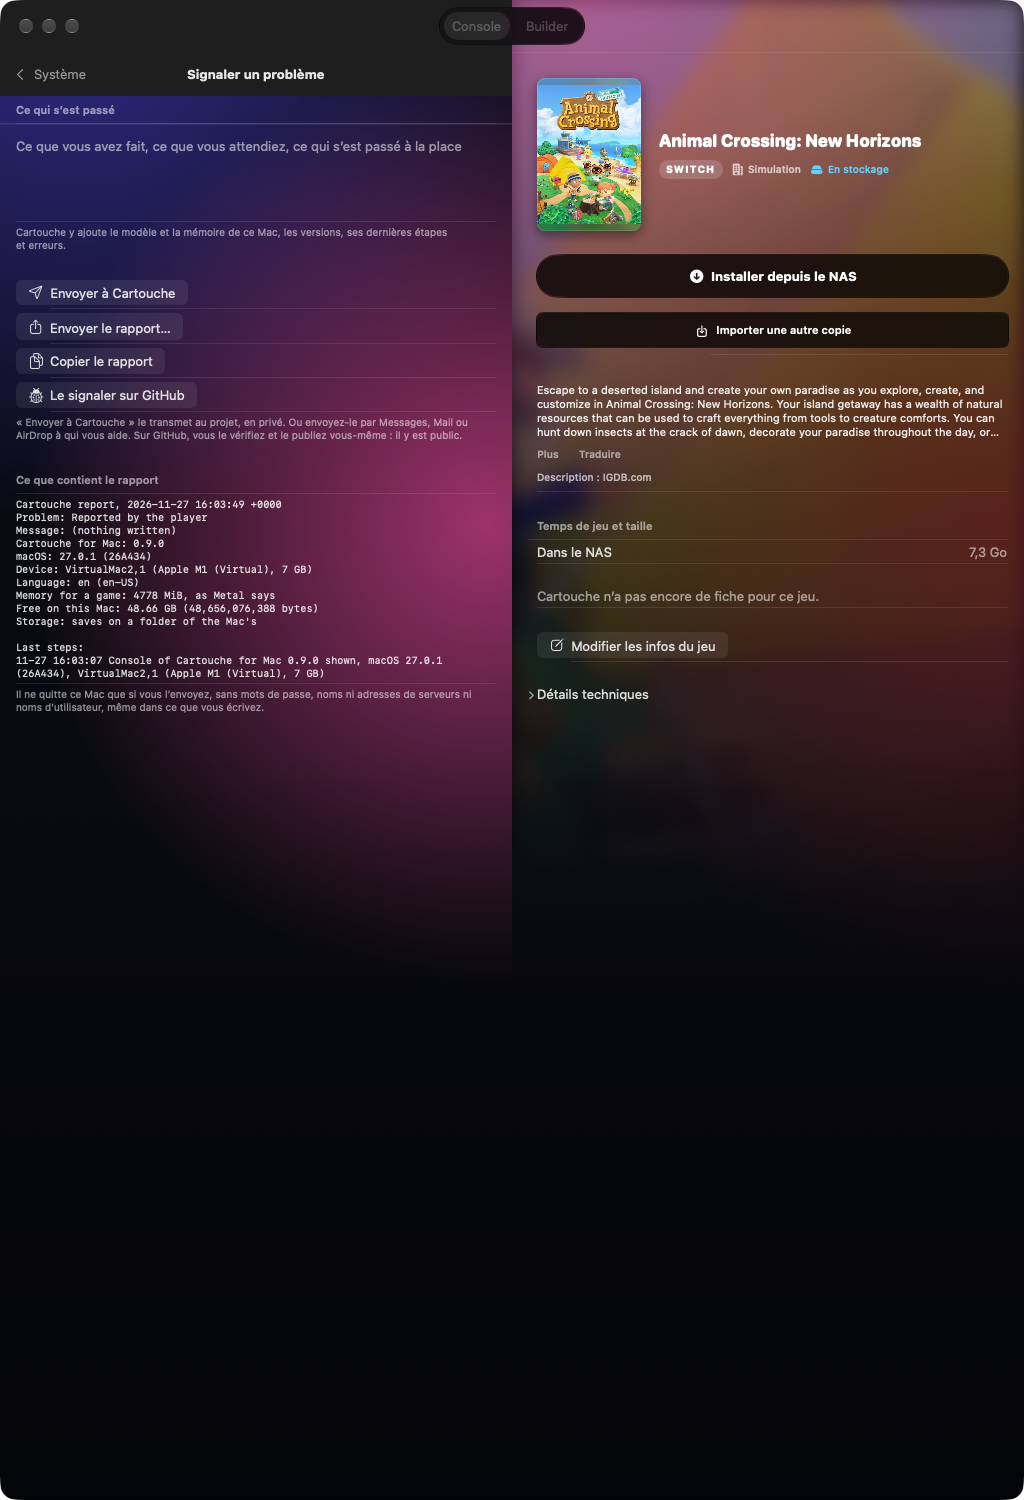 Console
Builder
Système
Signaler un problème
Ce qui s’est passé
Ce que vous avez fait, ce que vous attendiez, ce qui s’est passé à la place
Cartouche y ajoute le modèle et la mémoire de ce Mac, les versions, ses dernières étapes
et erreurs.
Envoyer à Cartouche
Envoyer le rapport…
Copier le rapport
Le signaler sur GitHub
« Envoyer à Cartouche » le transmet au projet, en privé. Ou envoyez-le par Messages, Mail ou
AirDrop à qui vous aide. Sur GitHub, vous le vérifiez et le publiez vous-même : il y est public.
Ce que contient le rapport
Cartouche report, 2026-11-27 16:03:49 +0000
Problem: Reported by the player
Message: (nothing written)
Cartouche for Mac: 0.9.0
macOS: 27.0.1 (26A434)
Device: VirtualMac2,1 (Apple M1 (Virtual), 7 GB)
Language: en (en-US)
Memory for a game: 4778 MiB, as Metal says
Free on this Mac: 48.66 GB (48,656,076,388 bytes)
Storage: saves on a folder of the Mac's
Last steps:
11-27 16:03:07 Console of Cartouche for Mac 0.9.0 shown, macOS 27.0.1
(26A434), VirtualMac2,1 (Apple M1 (Virtual), 7 GB)
Il ne quitte ce Mac que si vous l’envoyez, sans mots de passe, noms ni adresses de serveurs ni
noms d’utilisateur, même dans ce que vous écrivez.
Animal Crossing
Animal Crossing: New Horizons
SWITCH
Simulation
En stockage
Installer depuis le NAS
Importer une autre copie
Escape to a deserted island and create your own paradise as you explore, create, and
customize in Animal Crossing: New Horizons. Your island getaway has a wealth of natural
resources that can be used to craft everything from tools to creature comforts. You can
hunt down insects at the crack of dawn, decorate your paradise throughout the day, or…
Plus
Traduire
Description : IGDB.com
Temps de jeu et taille
Dans le NAS
7,3 Go
Cartouche n’a pas encore de fiche pour ce jeu.
Modifier les infos du jeu
Détails techniques